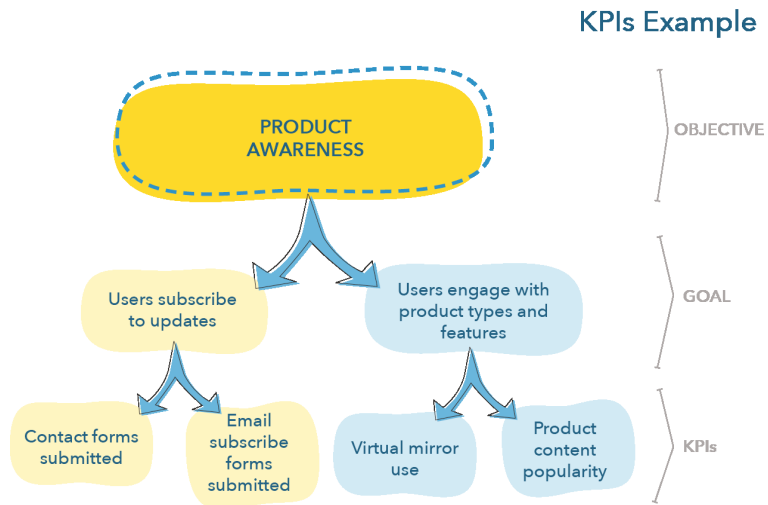 KPIs Example
OBJECTIVE
PRODUCT
AWARENESS
GOAL
Users subscribe
to updates
Users engage with
product types and
features
KPIs
Contact forms
submitted
Email
subscribe
forms
submitted
Virtual mirror
use
Product
content
popularity